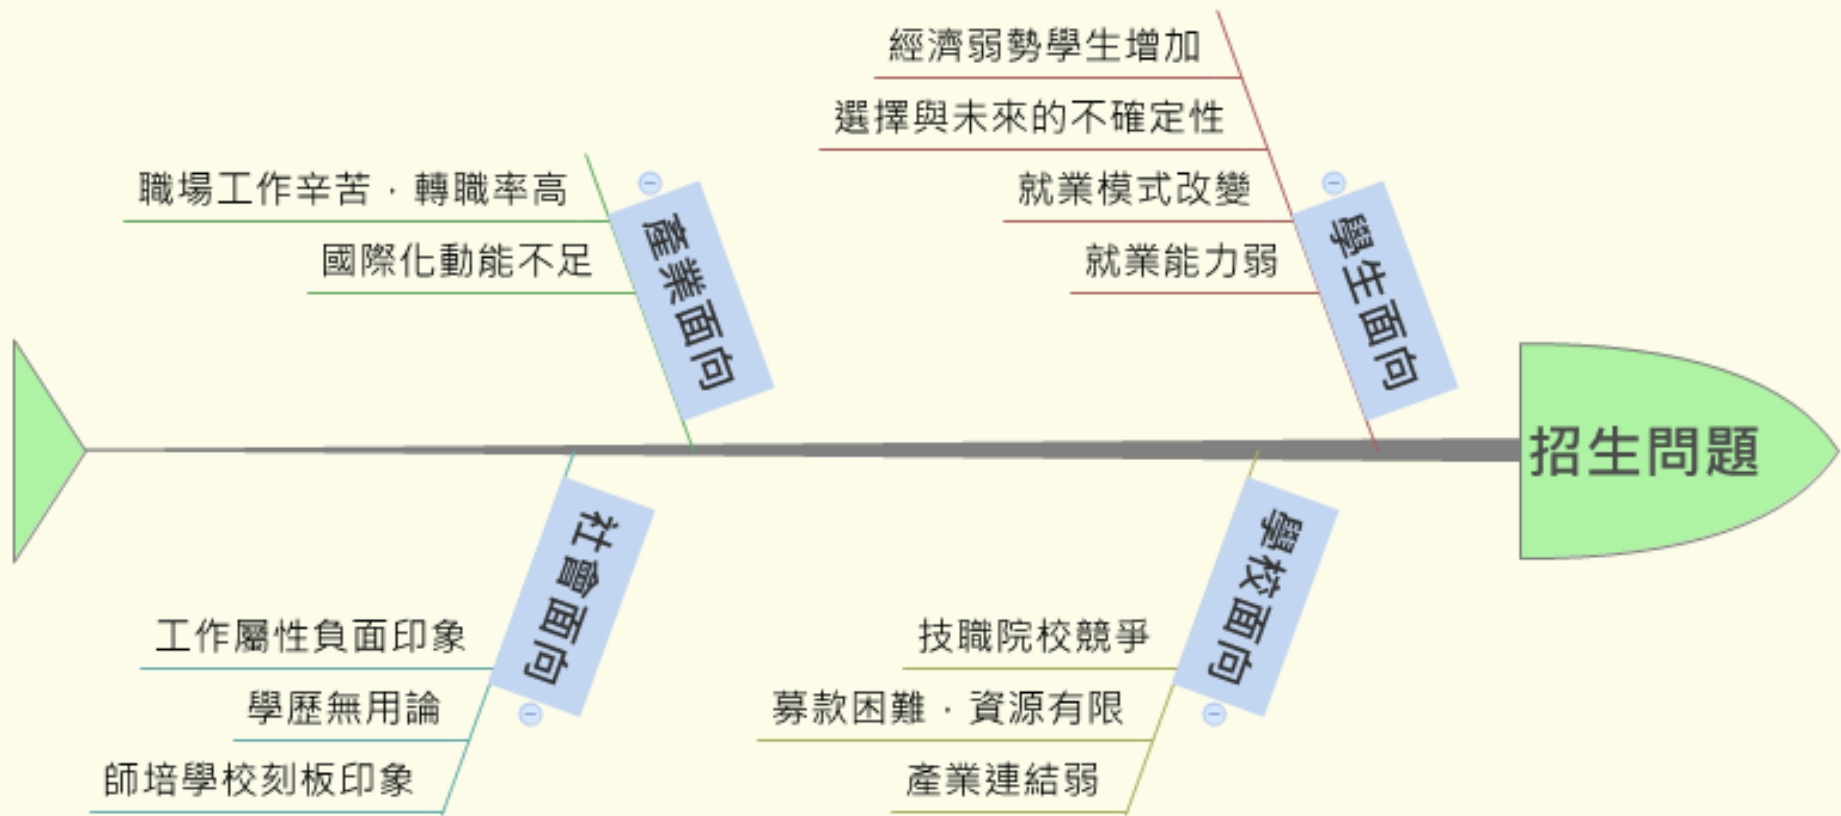 經濟弱勢學生增加
選擇與未來的不確定性
就業模式改變
就業能力弱
學生面向
職場工作辛苦，轉職率高
國際化動能不足
產業面向
招生問題
社會面向
工作屬性負面印象
學歷無用論
師培學校刻板印象
學校面向
技職院校競爭
募款困難，資源有限
產業連結弱